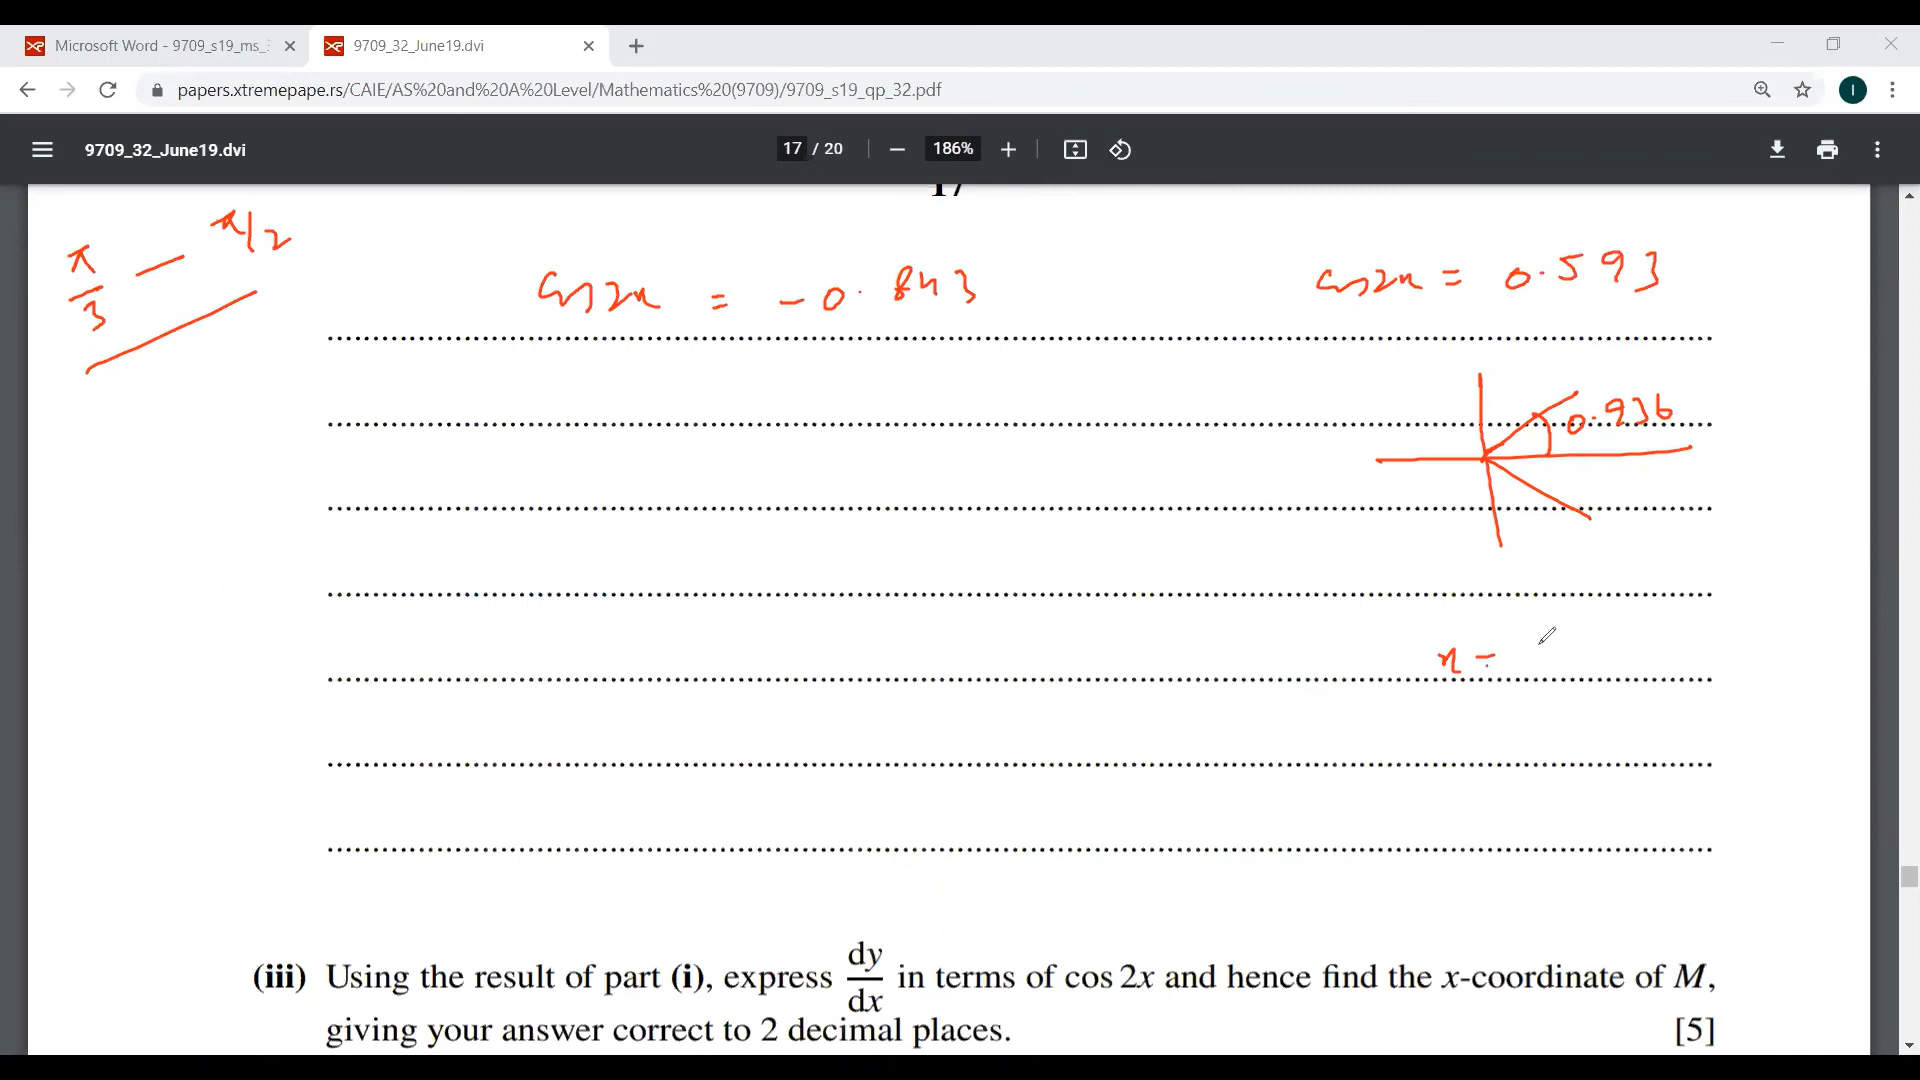 Microsoft Word - 9709_s19_ms_
9709_32_June19.dvi
papers.xtremepape.rs/CAIE/AS%20and%20A%20Level/Mathematics%20(9709)/9709_s19_qp_32.pdf
I
9709_32_June19.dvi
17 / 20
186%
17
π/3 — π/2
cos2x = -0.843
cos2x = 0.593
0.936
x =
(iii) Using the result of part (i), express dy/dx in terms of cos 2x and hence find the x-coordinate of M,
giving your answer correct to 2 decimal places. [5]